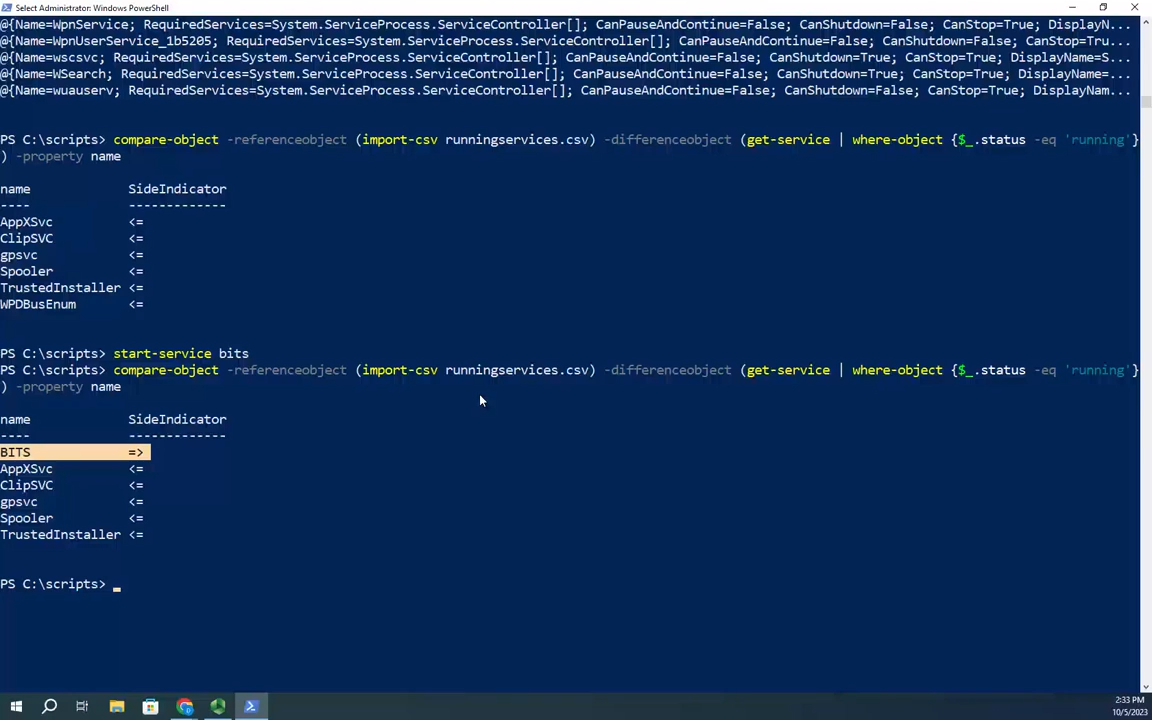 Select Administrator: Windows PowerShell
@{Name=WpnService; RequiredServices=System.ServiceProcess.ServiceController[]; CanPauseAndContinue=False; CanShutdown=False; CanStop=True; DisplayN...
@{Name=WpnUserService_1b5205; RequiredServices=System.ServiceProcess.ServiceController[]; CanPauseAndContinue=False; CanShutdown=False; CanStop=Tru...
@{Name=wscsvc; RequiredServices=System.ServiceProcess.ServiceController[]; CanPauseAndContinue=False; CanShutdown=True; CanStop=True; DisplayName=S...
@{Name=WSearch; RequiredServices=System.ServiceProcess.ServiceController[]; CanPauseAndContinue=False; CanShutdown=True; CanStop=True; DisplayName=...
@{Name=wuauserv; RequiredServices=System.ServiceProcess.ServiceController[]; CanPauseAndContinue=False; CanShutdown=False; CanStop=True; DisplayNam...
PS C:\scripts> compare-object -referenceobject (import-csv runningservices.csv) -differenceobject (get-service | where-object {$_.status -eq 'running'}
) -property name
name SideIndicator
---- -------------
AppXSvc <=
ClipSVC <=
gpsvc <=
Spooler <=
TrustedInstaller <=
WPDBusEnum <=
PS C:\scripts> start-service bits
PS C:\scripts> compare-object -referenceobject (import-csv runningservices.csv) -differenceobject (get-service | where-object {$_.status -eq 'running'}
) -property name
name SideIndicator
---- -------------
BITS =>
AppXSvc <=
ClipSVC <=
gpsvc <=
Spooler <=
TrustedInstaller <=
PS C:\scripts>
2:33 PM
10/5/2023